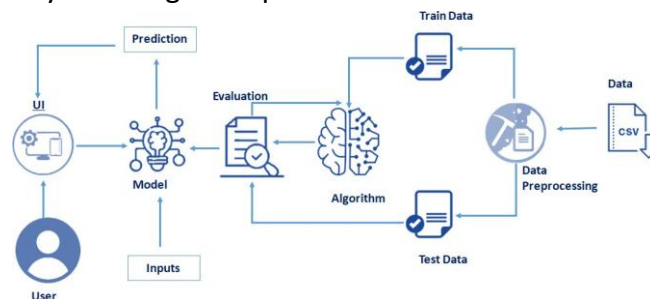 Train Data
Prediction
UI
Evaluation
Data
CSV
Model
Algorithm
Data
Preprocessing
Inputs
Test Data
User